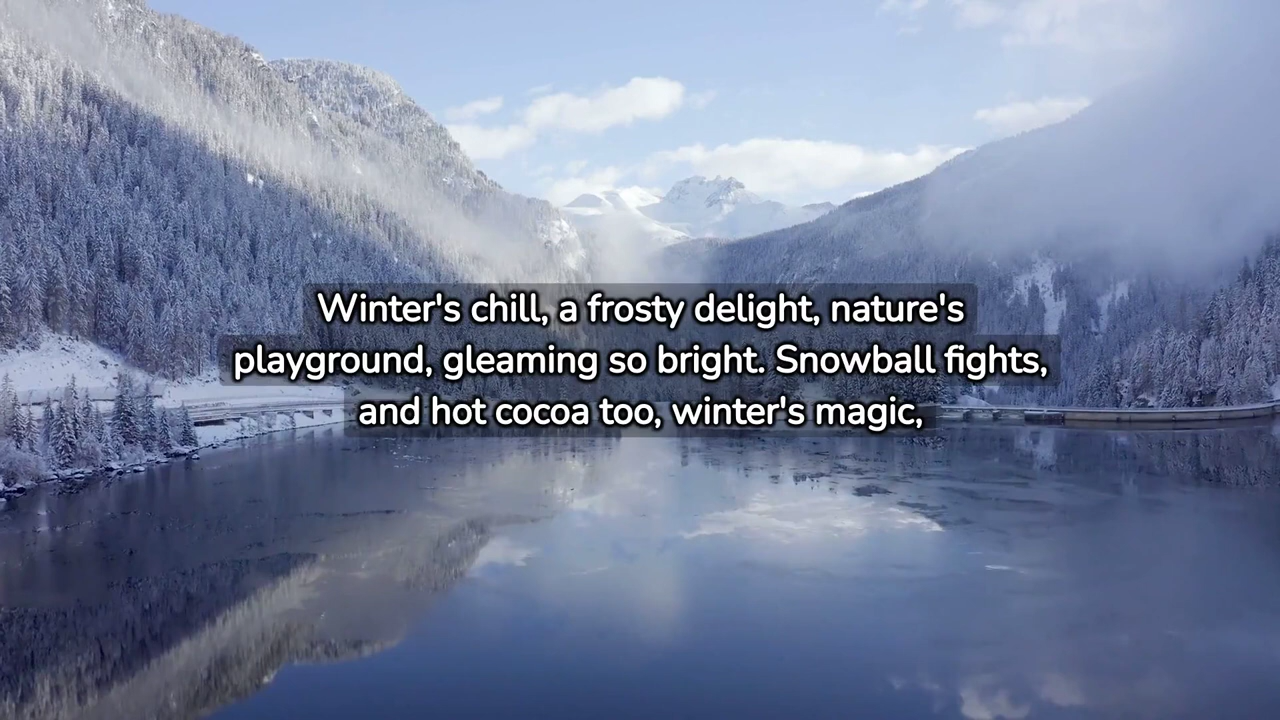 Winter's chill, a frosty delight, nature's
playground, gleaming so bright. Snowball fights,
and hot cocoa too, winter's magic,